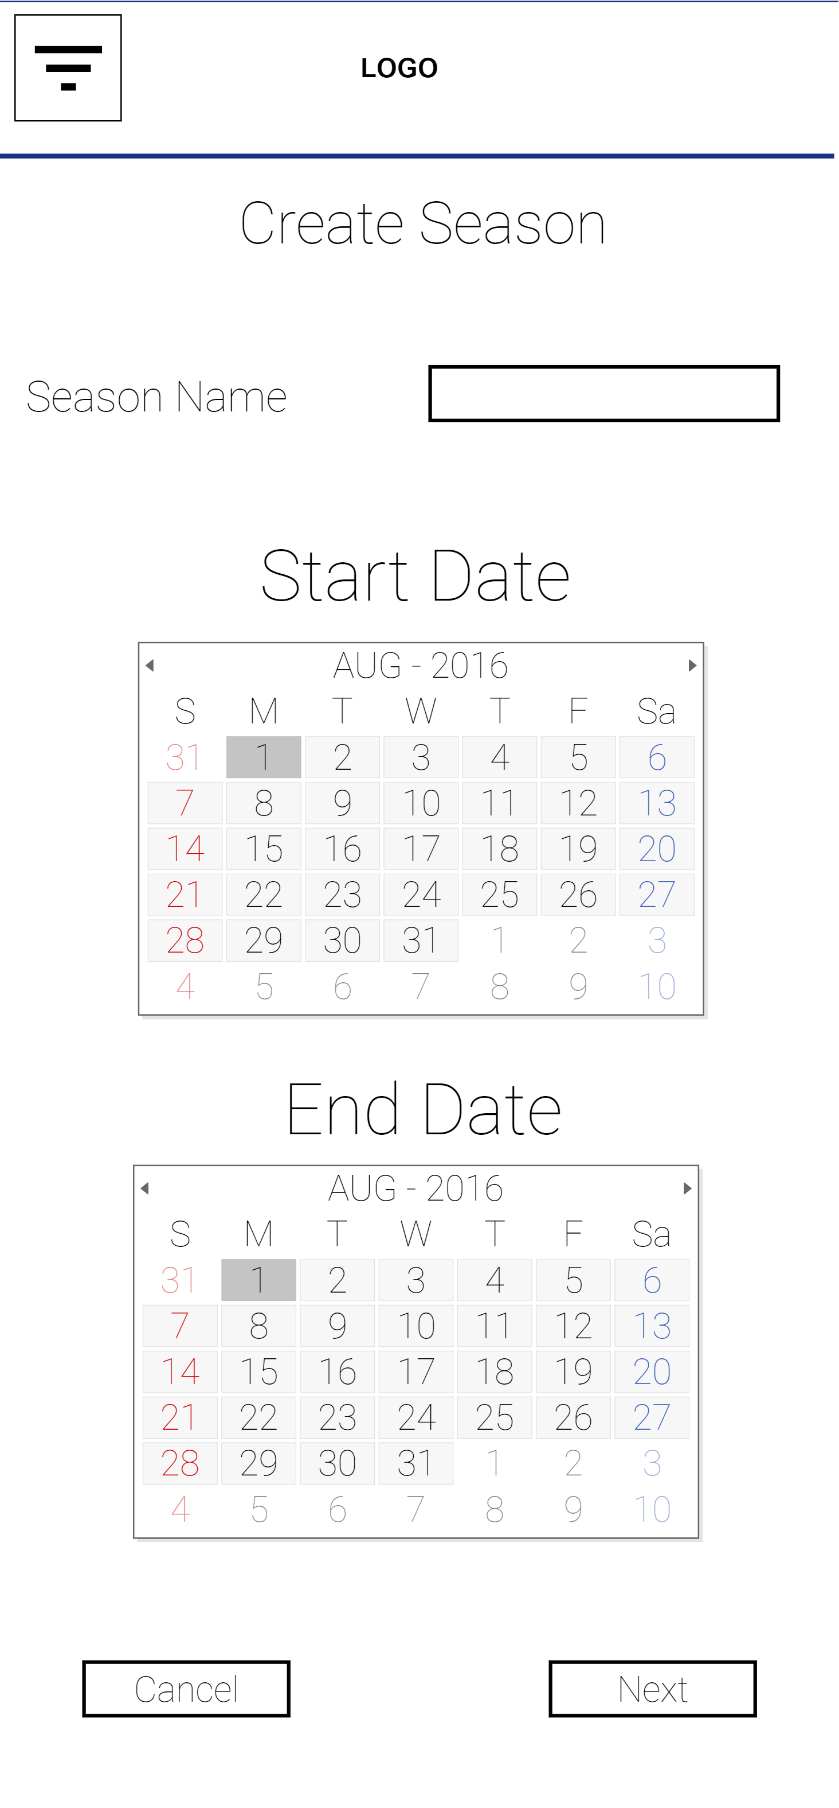 LOGO
Create Season
Season Name
Start Date
AUG - 2016
S M T W T F Sa
31 1 2 3 4 5 6
7 8 9 10 11 12 13
14 15 16 17 18 19 20
21 22 23 24 25 26 27
28 29 30 31 1 2 3
4 5 6 7 8 9 10
End Date
AUG - 2016
S M T W T F Sa
31 1 2 3 4 5 6
7 8 9 10 11 12 13
14 15 16 17 18 19 20
21 22 23 24 25 26 27
28 29 30 31 1 2 3
4 5 6 7 8 9 10
Cancel Next